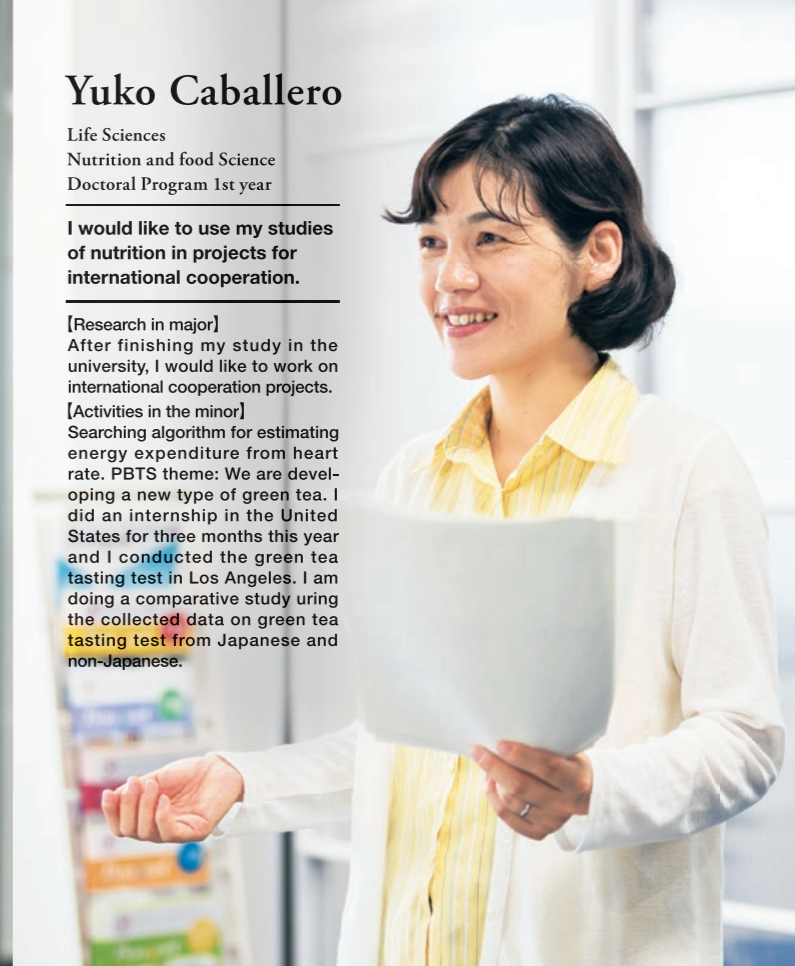 Yuko Caballero
Life Sciences
Nutrition and food Science
Doctoral Program 1st year
I would like to use my studies
of nutrition in projects for
international cooperation.
【Research in major】
After finishing my study in the
university, I would like to work on
international cooperation projects.
【Activities in the minor】
Searching algorithm for estimating
energy expenditure from heart
rate. PBTS theme: We are devel-
oping a new type of green tea. I
did an internship in the United
States for three months this year
and I conducted the green tea
tasting test in Los Angeles. I am
doing a comparative study uring
the collected data on green tea
tasting test from Japanese and
non-Japanese.